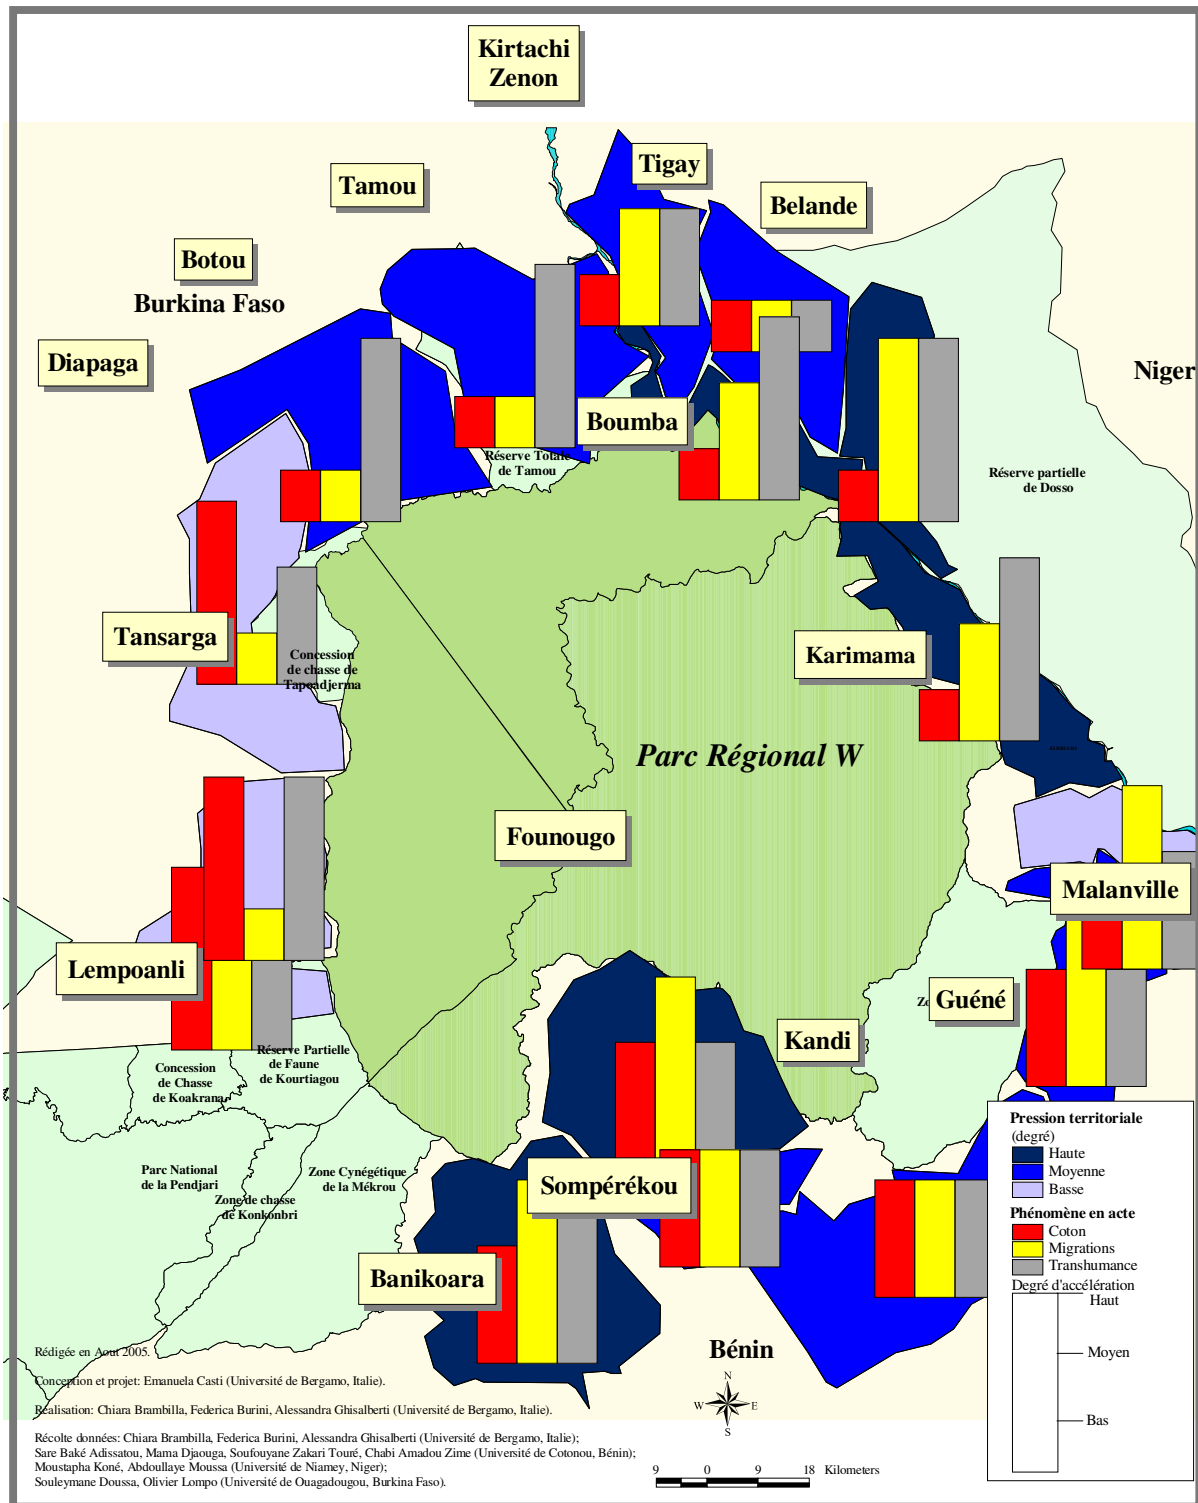 Kirtachi
Zenon
Tigay
Tamou
Belande
Botou
Burkina Faso
Diapaga
Niger
Boumba
Réserve Totale
de Tamou
Réserve partielle
de Dosso
Tansarga
Concession
de chasse de
Tapoadjerma
Karimama
Parc Régional W
Founougo
Malanville
Lempoanli
Guéné
Kandi
Réserve Partielle
de Faune
de Kourtiagou
Concession
de Chasse
de Koakrana
Parc National
de la Pendjari
Zone Cynégétique
de la Mékrou
Zone de chasse
de Konkonbri
Sompérékou
Banikoara
Bénin
N
W
E
S
9 0 9 18 Kilometers
Pression territoriale
(degré)
Haute
Moyenne
Basse
Phénomène en acte
Coton
Migrations
Transhumance
Degré d'accélération
Haut
Moyen
Bas
Rédigée en Aout 2005.
Conception et projet: Emanuela Casti (Université de Bergamo, Italie).
Réalisation: Chiara Brambilla, Federica Burini, Alessandra Ghisalberti (Université de Bergamo, Italie).
Récolte données: Chiara Brambilla, Federica Burini, Alessandra Ghisalberti (Université de Bergamo, Italie);
Sare Baké Adissatou, Mama Djaouga, Soufouyane Zakari Touré, Chabi Amadou Zime (Université de Cotonou, Bénin);
Moustapha Koné, Abdoullaye Moussa (Université de Niamey, Niger);
Souleymane Doussa, Olivier Lompo (Université de Ouagadougou, Burkina Faso).